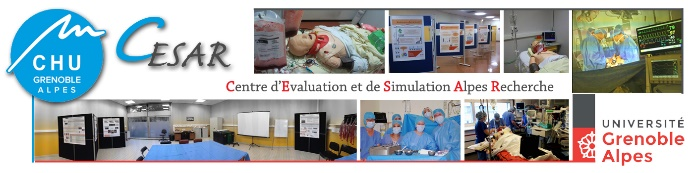 CHU
GRENOBLE
ALPES
CESAR
Centre d'Evaluation et de Simulation Alpes Recherche
UNIVERSITÉ
Grenoble
Alpes